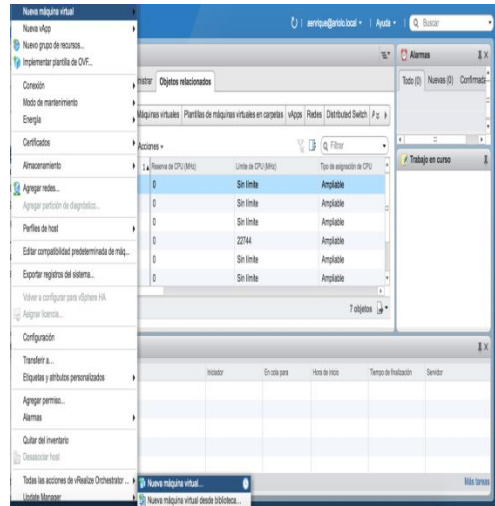 Nueva máquina virtual
Nueva vApp
Nuevo grupo de recursos...
Implementar plantilla de OVF...
Conexión
Modo de mantenimiento
Energía
Certificados
Almacenamiento
Agregar redes...
Agregar partición de diagnóstico...
Perfiles de host
Editar compatibilidad predeterminada de máq...
Exportar registros del sistema...
Volver a configurar para vSphere HA
Asignar licencia...
Configuración
Transferir a...
Etiquetas y atributos personalizados
Agregar permiso...
Alarmas
Quitar del inventario
Desasociar host
Todas las acciones de vRealize Orchestrator ...
Update Manager
Nueva máquina virtual...
Nueva máquina virtual desde biblioteca...
Ayuda
Buscar
nistrar Objetos relacionados
Máquinas virtuales Plantillas de máquinas virtuales en carpetas vApps Redes Distributed Switch
Acciones
Filtrar
Reserva de CPU (MHz) Límite de CPU (MHz) Tipo de asignación de CPU
0 Sin límite Ampliable
0 Sin límite Ampliable
0 Sin límite Ampliable
0 22744 Ampliable
0 Sin límite Ampliable
0 Sin límite Ampliable
7 objetos
Alarmas
Todo (0) Nuevas (0) Confirmada
Trabajo en curso
Iniciador En cola para Hora de inicio Tiempo de finalización Servidor
Más tareas